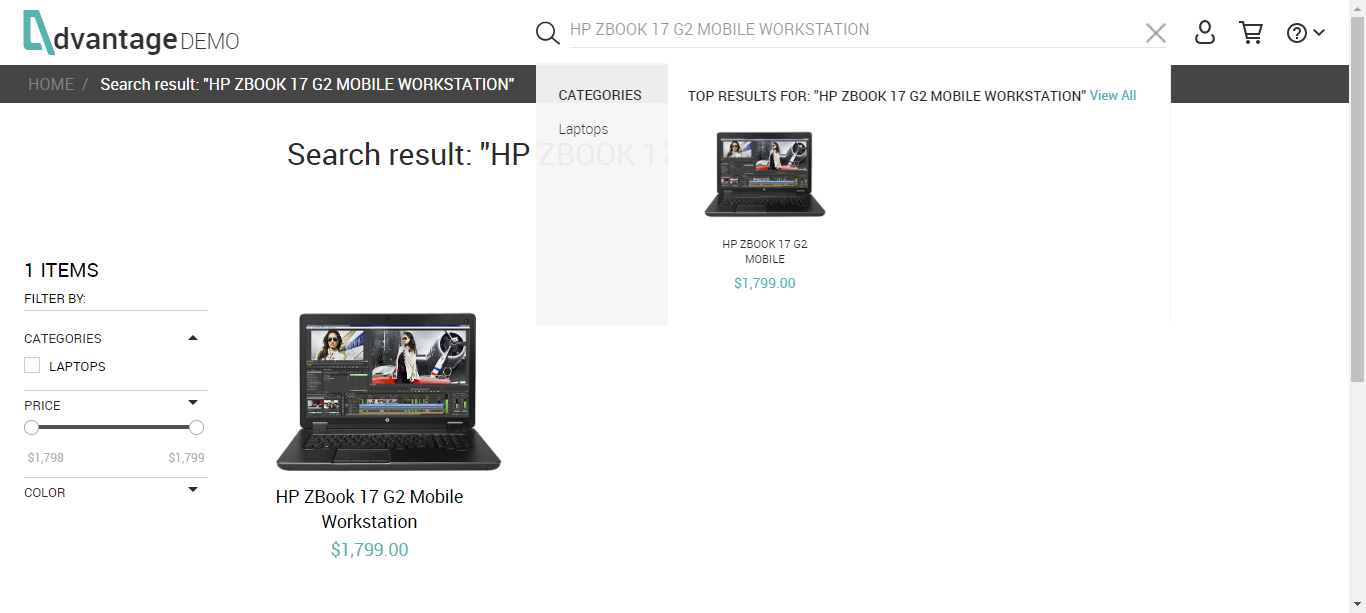 dvantage DEMO
HP ZBOOK 17 G2 MOBILE WORKSTATION
HOME / Search result: "HP ZBOOK 17 G2 MOBILE WORKSTATION"
CATEGORIES
Laptops
TOP RESULTS FOR: "HP ZBOOK 17 G2 MOBILE WORKSTATION" View All
HP ZBOOK 17 G2
MOBILE
$1,799.00
Search result: "HP ZBOOK 17
1 ITEMS
FILTER BY:
CATEGORIES
LAPTOPS
PRICE
$1,798 $1,799
COLOR
HP ZBook 17 G2 Mobile
Workstation
$1,799.00